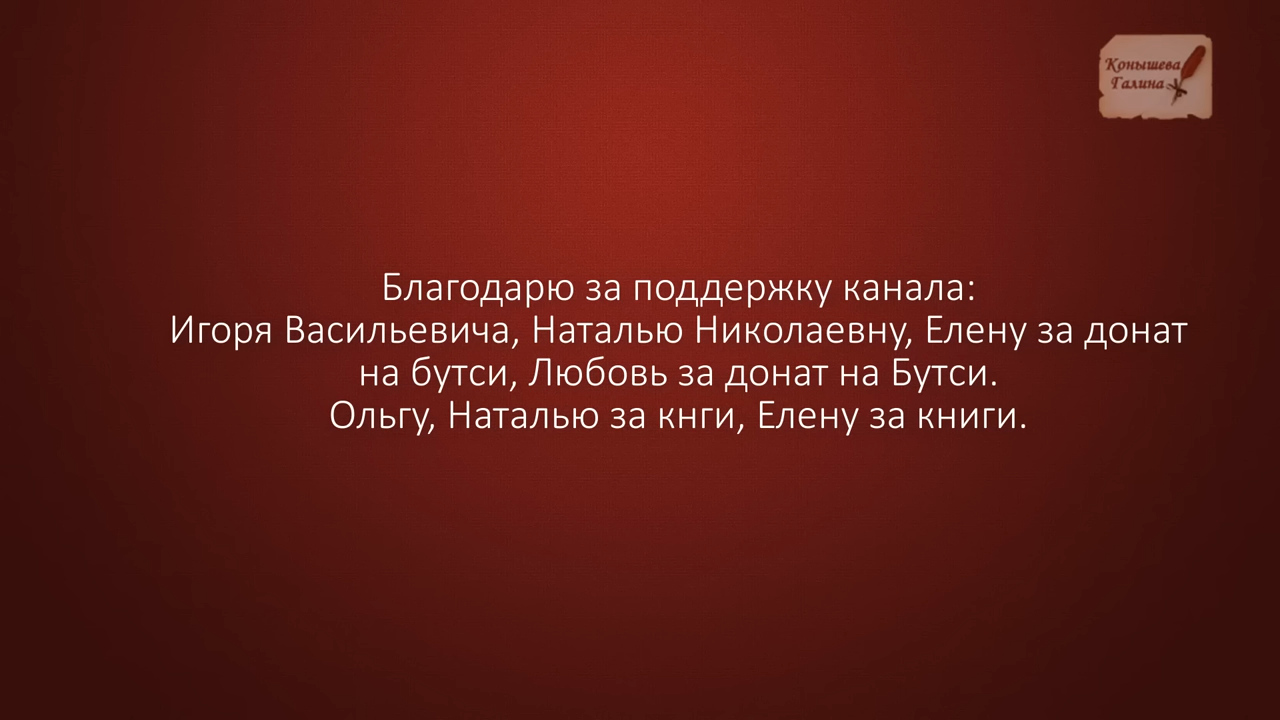 Конышева
Галина
Благодарю за поддержку канала:
Игоря Васильевича, Наталью Николаевну, Елену за донат
на бутси, Любовь за донат на Бутси.
Ольгу, Наталью за кнги, Елену за книги.